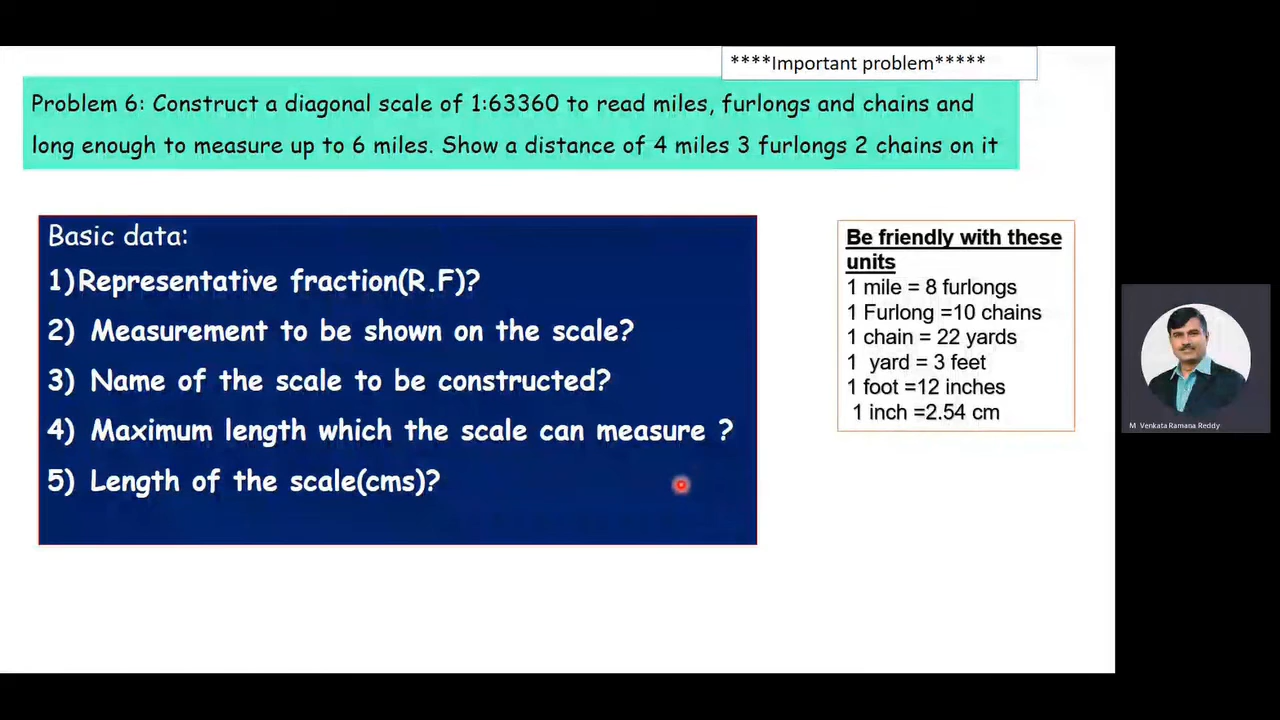 ****Important problem*****
Problem 6: Construct a diagonal scale of 1:63360 to read miles, furlongs and chains and
long enough to measure up to 6 miles. Show a distance of 4 miles 3 furlongs 2 chains on it
Basic data:
1)Representative fraction(R.F)?
2) Measurement to be shown on the scale?
3) Name of the scale to be constructed?
4) Maximum length which the scale can measure ?
5) Length of the scale(cms)?
Be friendly with these
units
1 mile = 8 furlongs
1 Furlong =10 chains
1 chain = 22 yards
1 yard = 3 feet
1 foot =12 inches
1 inch =2.54 cm
M Venkata Ramana Reddy